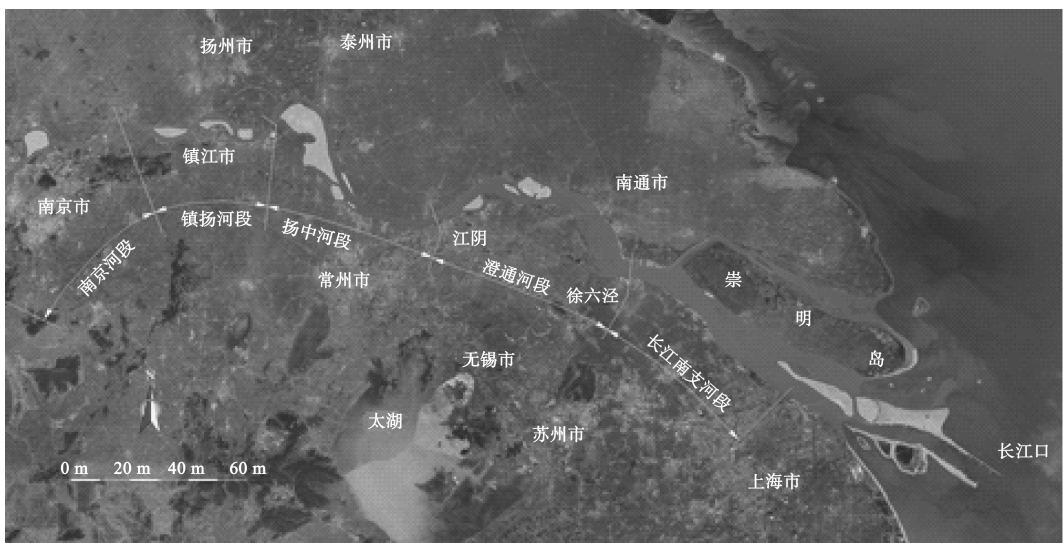 扬州市
泰州市
镇江市
南京市
镇扬河段
南通市
扬中河段
江阴
南京河段
常州市
澄通河段
徐六泾
崇
明
岛
长江南支河段
无锡市
太湖
苏州市
长江口
0 m 20 m 40 m 60 m
上海市